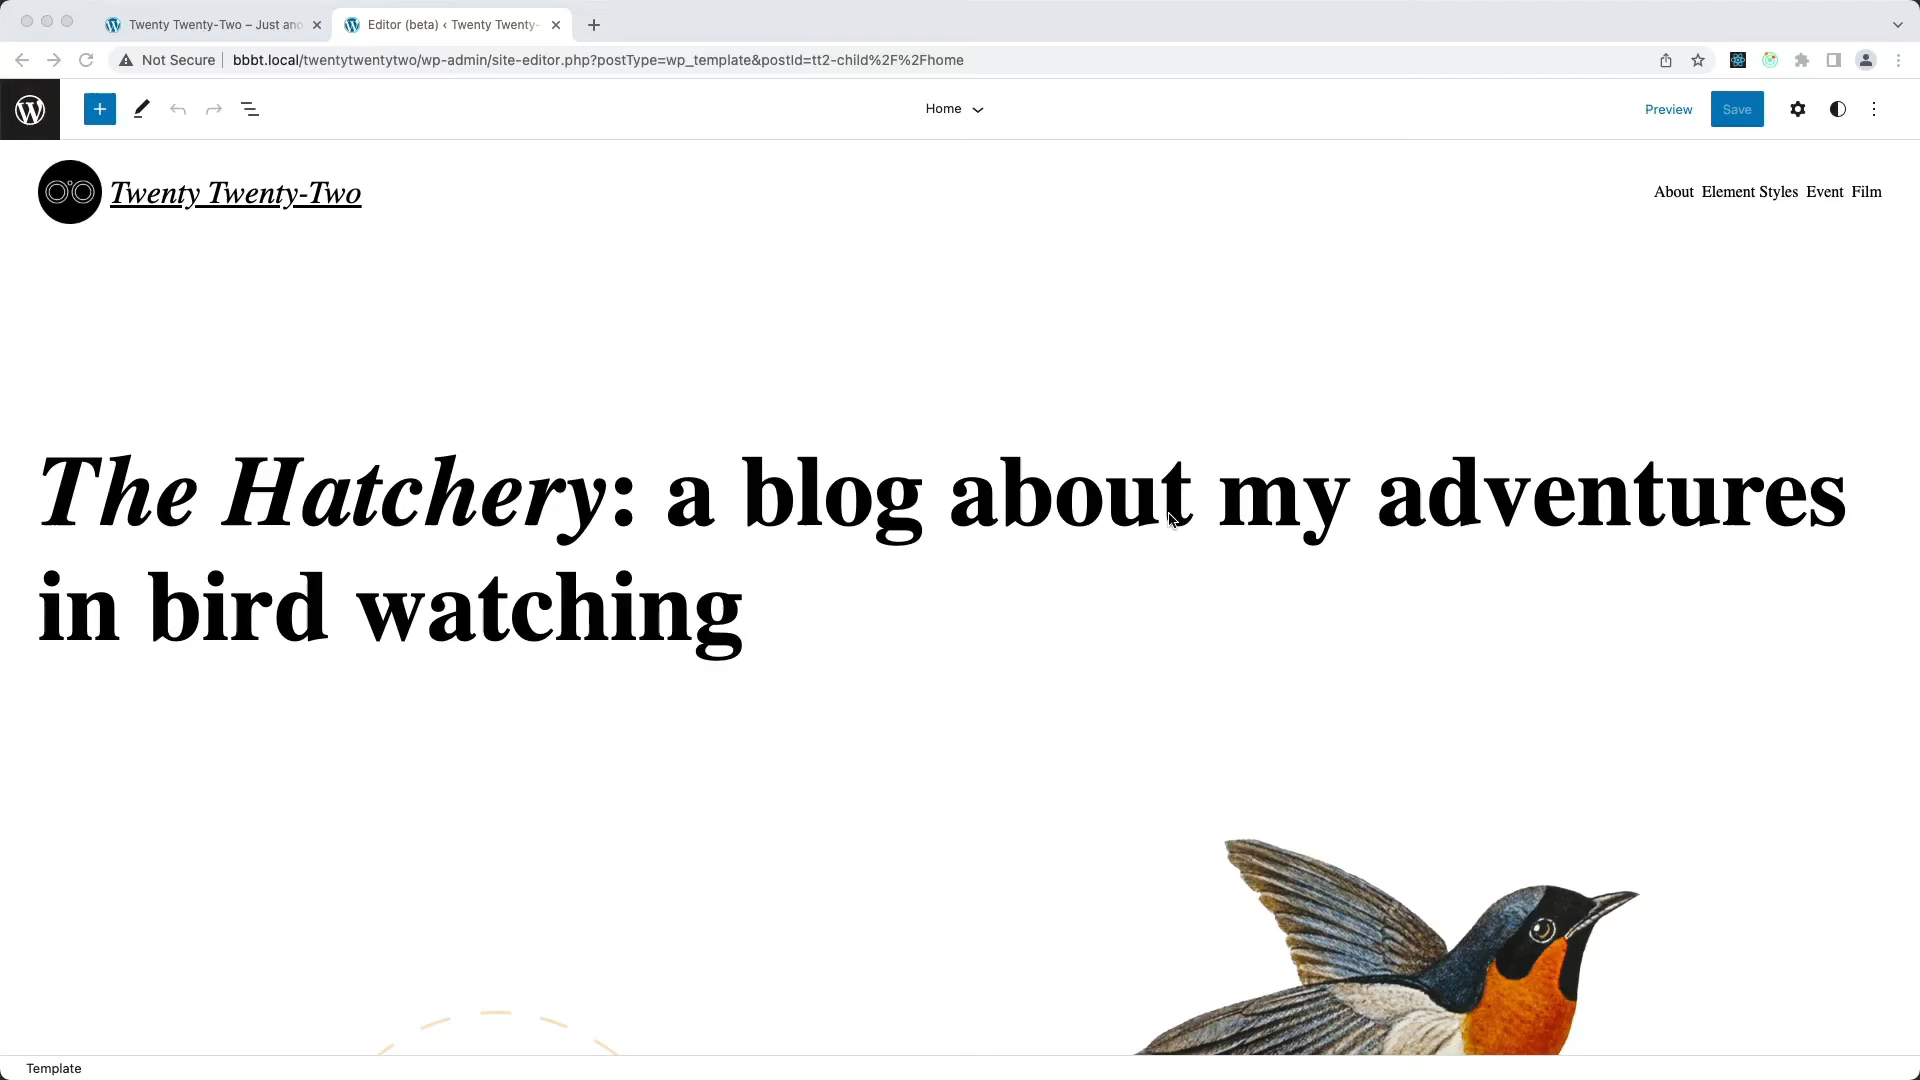 Twenty Twenty-Two – Just ano
Editor (beta) ‹ Twenty Twenty-
Not Secure
bbbt.local/twentytwentytwo/wp-admin/site-editor.php?postType=wp_template&postId=tt2-child%2F%2Fhome
Home
Preview
Save
Twenty Twenty-Two
About Element Styles Event Film
The Hatchery: a blog about my adventures
in bird watching
Template